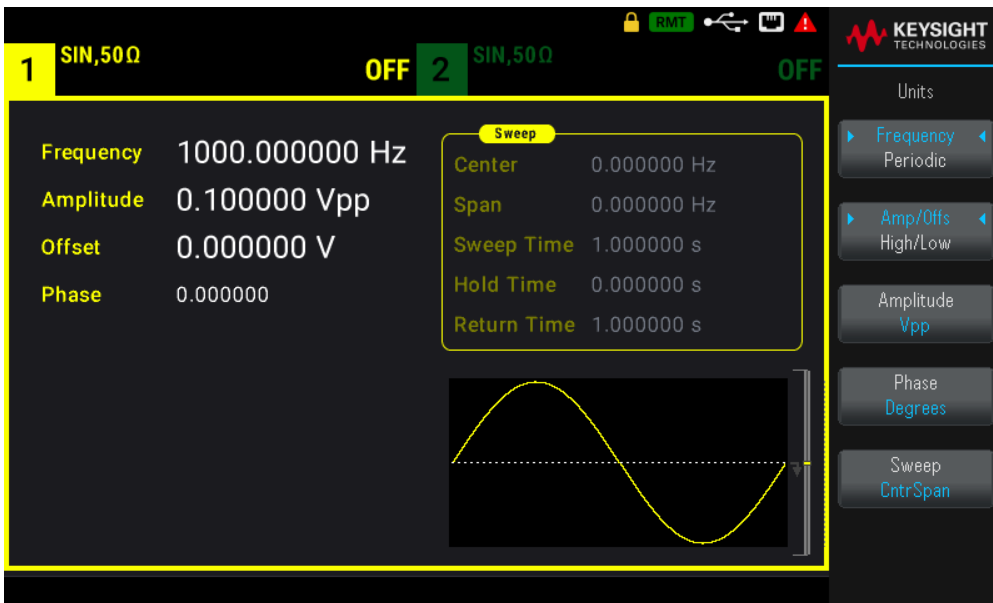 RMT
KEYSIGHT
TECHNOLOGIES
1 SIN,50Ω OFF 2 SIN,50Ω OFF
Units
Frequency
Periodic
Amp/Offs
High/Low
Amplitude
Vpp
Phase
Degrees
Sweep
CntrSpan
Frequency 1000.000000 Hz
Amplitude 0.100000 Vpp
Offset 0.000000 V
Phase 0.000000
Sweep
Center 0.000000 Hz
Span 0.000000 Hz
Sweep Time 1.000000 s
Hold Time 0.000000 s
Return Time 1.000000 s